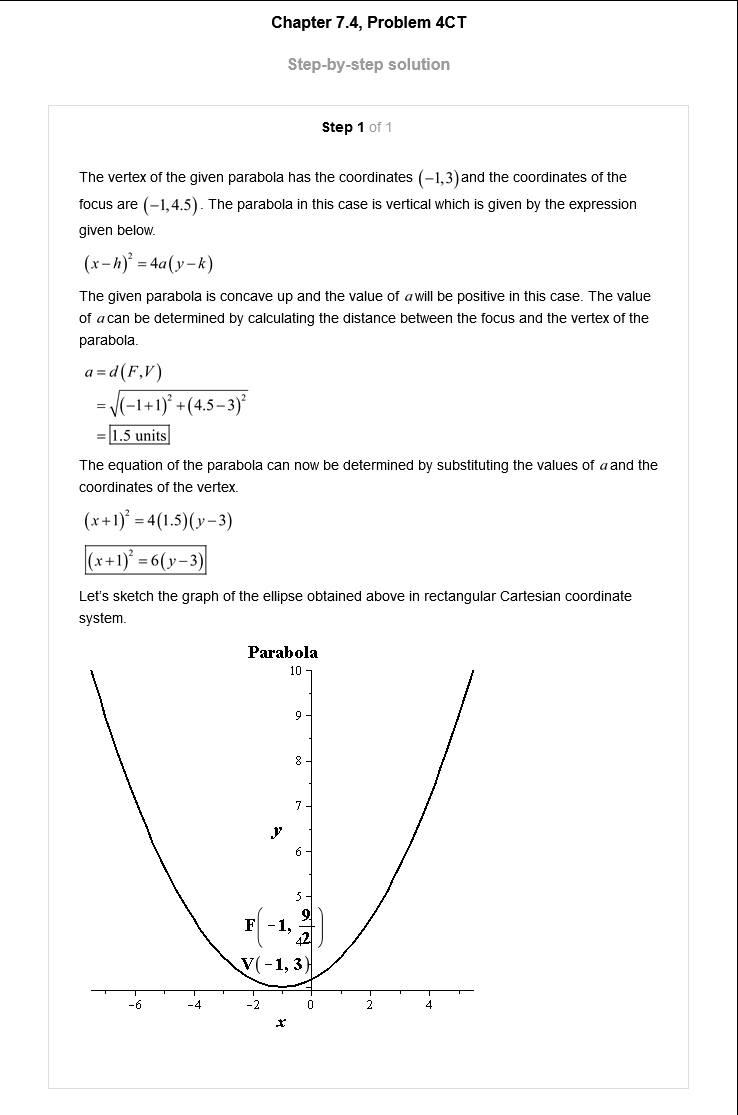 Chapter 7.4, Problem 4CT
Step-by-step solution
Step 1 of 1
The vertex of the given parabola has the coordinates (−1,3) and the coordinates of the
focus are (−1,4.5). The parabola in this case is vertical which is given by the expression
given below.
(x−h)² = 4a(y−k)
The given parabola is concave up and the value of a will be positive in this case. The value
of a can be determined by calculating the distance between the focus and the vertex of the
parabola.
a = d(F,V)
= √((−1+1)² + (4.5−3)²)
= 1.5 units
The equation of the parabola can now be determined by substituting the values of a and the
coordinates of the vertex.
(x+1)² = 4(1.5)(y−3)
(x+1)² = 6(y−3)
Let's sketch the graph of the ellipse obtained above in rectangular Cartesian coordinate
system.
Parabola
10
9
8
7
y
6
5
F(−1, 9/2)
4
V(−1, 3)
−6 −4 −2 0 2 4
x